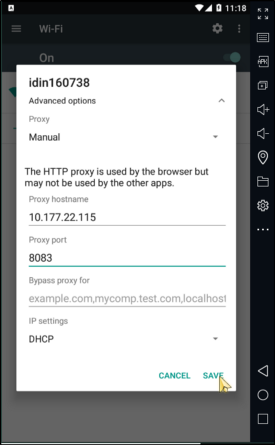 11:18
Wi-Fi
On
idin160738
Advanced options
Proxy
Manual
The HTTP proxy is used by the browser but
may not be used by the other apps.
Proxy hostname
10.177.22.115
Proxy port
8083
Bypass proxy for
example.com,mycomp.test.com,localhost
IP settings
DHCP
CANCEL SAVE